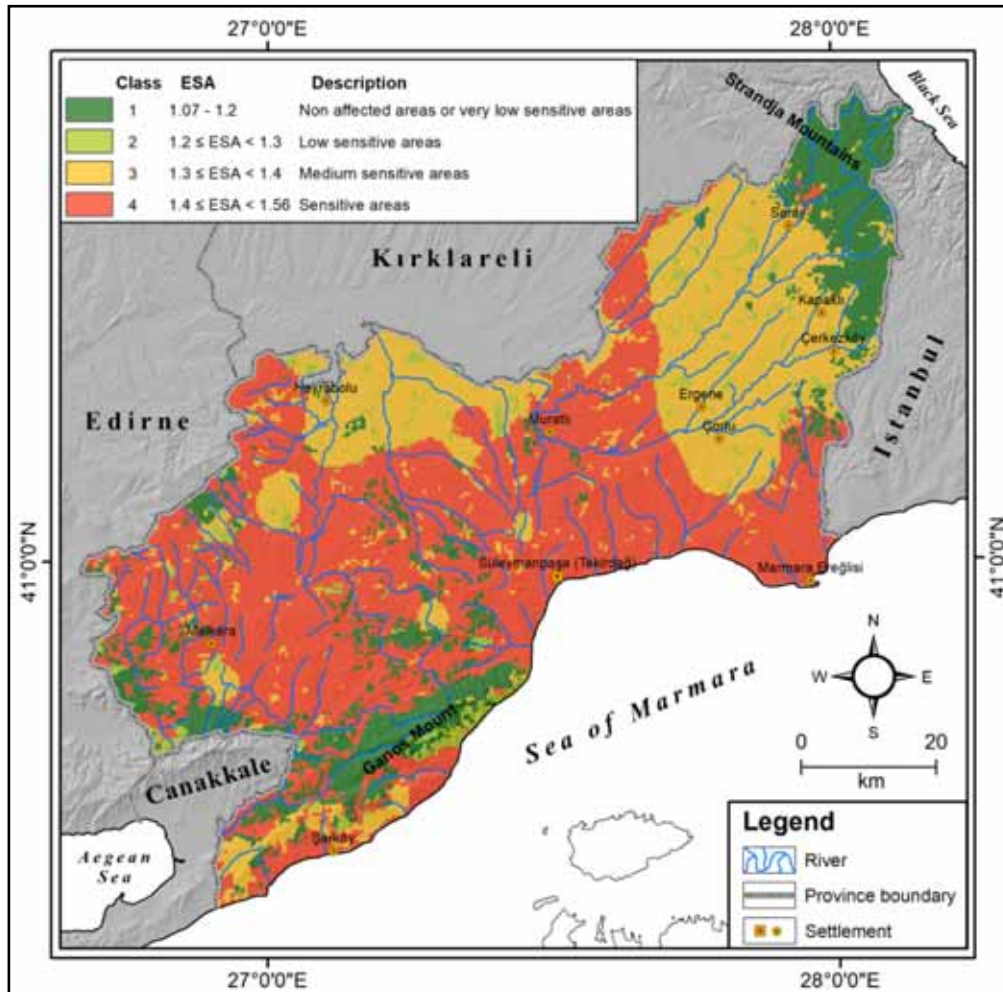 27°0'0"E
28°0'0"E
Class ESA Description
1 1.07 - 1.2 Non affected areas or very low sensitive areas
2 1.2 ≤ ESA < 1.3 Low sensitive areas
3 1.3 ≤ ESA < 1.4 Medium sensitive areas
4 1.4 ≤ ESA < 1.56 Sensitive areas
Black Sea
Strandja Mountains
Saray
Kırklareli
Kapaklı
Çerkezköy
Hayrabolu
Ergene
Edirne
Muratlı
Çorlu
Istanbul
41°0'0"N
41°0'0"N
Süleymanpaşa (Tekirdağ)
Marmara Ereğlisi
Malkara
N
W E
S
Sea of Marmara
Ganos Mount
0 20
km
Canakkale
Şarköy
Aegean
Sea
Legend
River
Province boundary
Settlement
27°0'0"E
28°0'0"E